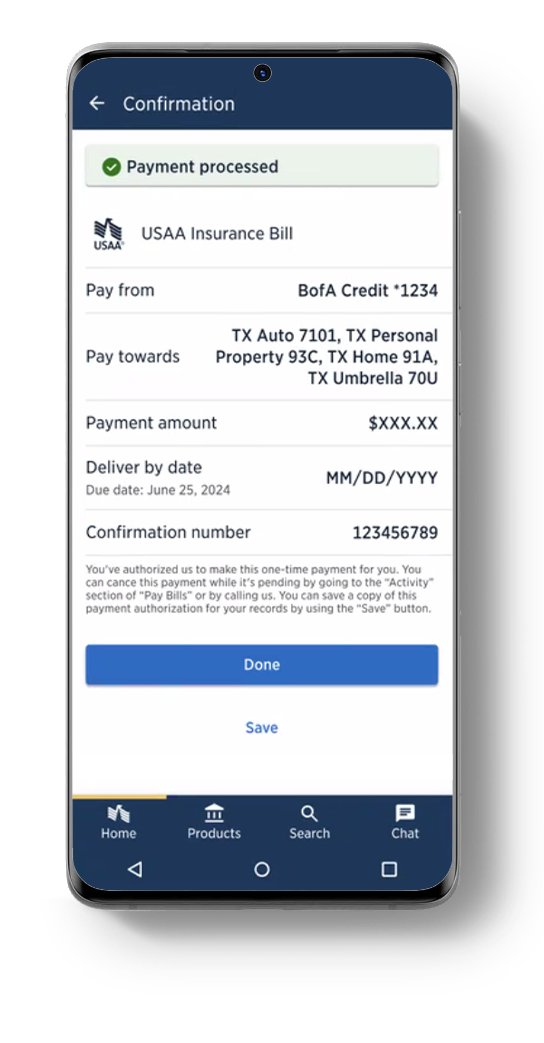 Confirmation
Payment processed
USAA®
USAA Insurance Bill
Pay from
BofA Credit *1234
Pay towards
TX Auto 7101, TX Personal
Property 93C, TX Home 91A,
TX Umbrella 70U
Payment amount
$XXX.XX
Deliver by date
Due date: June 25, 2024
MM/DD/YYYY
Confirmation number
123456789
You've authorized us to make this one-time payment for you. You
can cance this payment while it's pending by going to the “Activity”
section of “Pay Bills” or by calling us. You can save a copy of this
payment authorization for your records by using the “Save” button.
Done
Save
Home
Products
Search
Chat